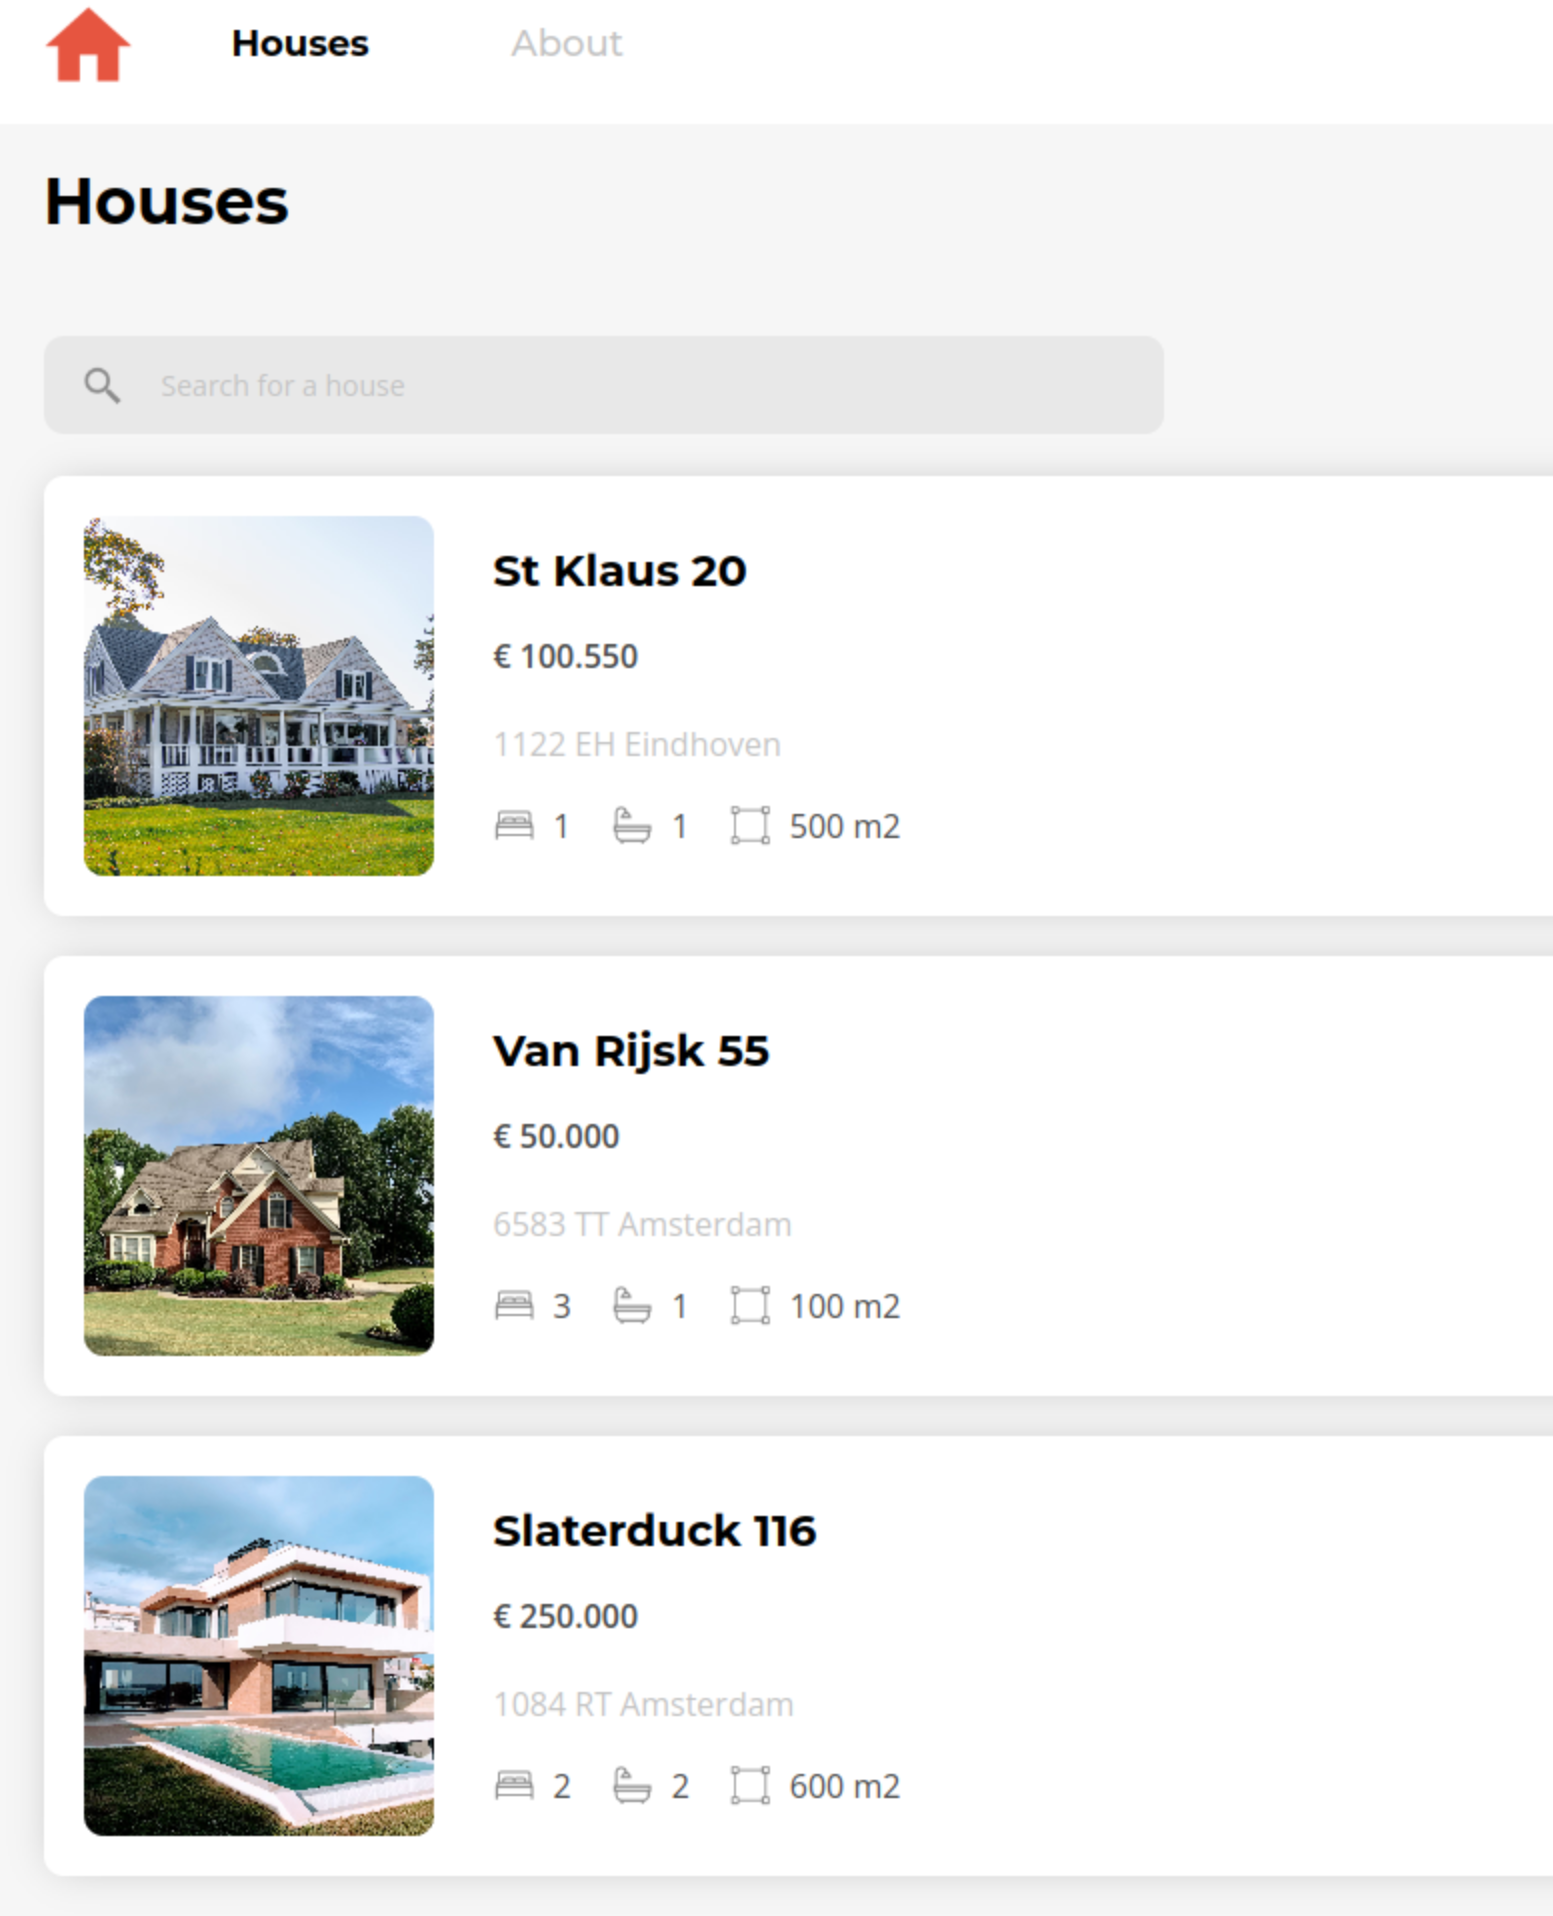 Houses About
Houses
Search for a house
St Klaus 20
€ 100.550
1122 EH Eindhoven
1 1 500 m2
Van Rijsk 55
€ 50.000
6583 TT Amsterdam
3 1 100 m2
Slaterduck 116
€ 250.000
1084 RT Amsterdam
2 2 600 m2